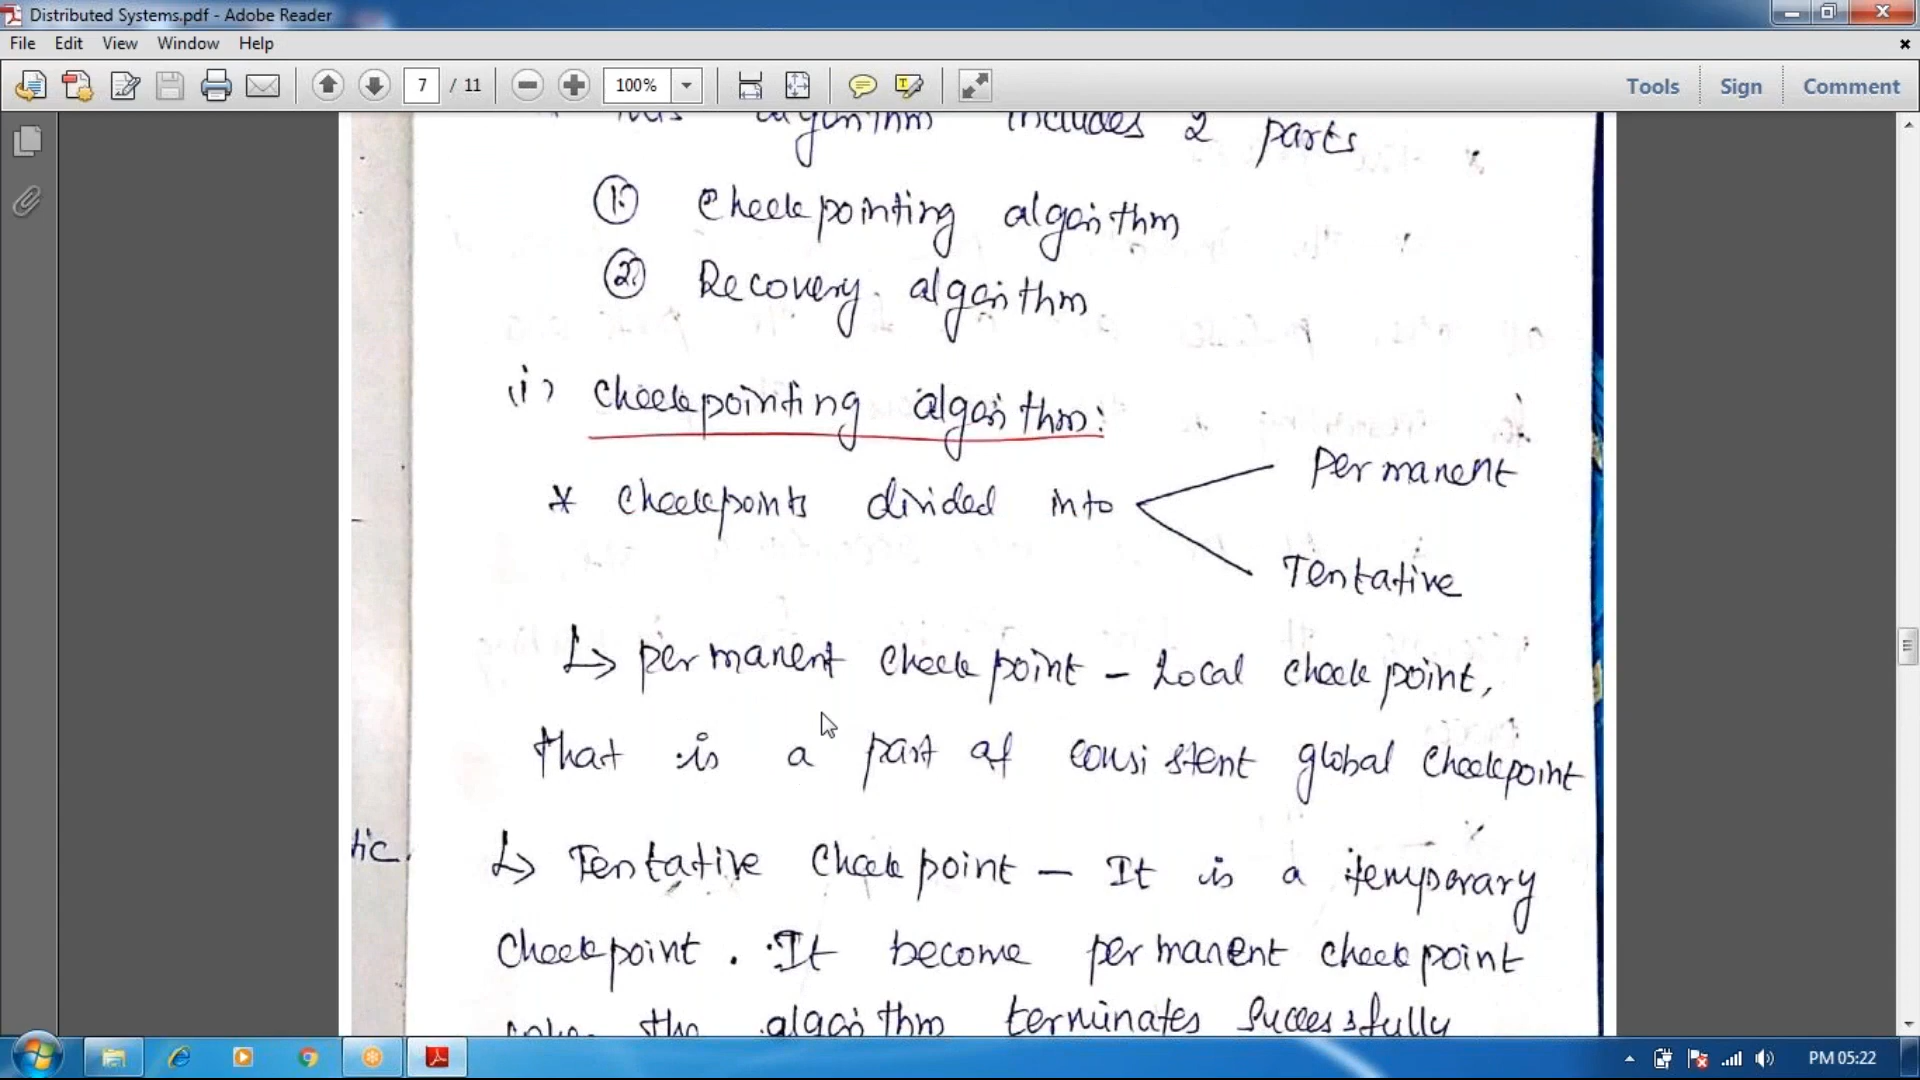 Distributed Systems.pdf - Adobe Reader
File Edit View Window Help
7 / 11 100% Tools Sign Comment
algorithm includes 2 parts
1. Checkpointing algorithm
2. Recovery algorithm
(i) Checkpointing algorithm:
* Checkpoints divided into
Permanent
Tentative
↳ permanent checkpoint - Local checkpoint,
that is a part of consistent global checkpoint
tic.
↳ Tentative checkpoint - It is a temporary
checkpoint. It become permanent checkpoint
the algorithm terminates successfully
PM 05:22